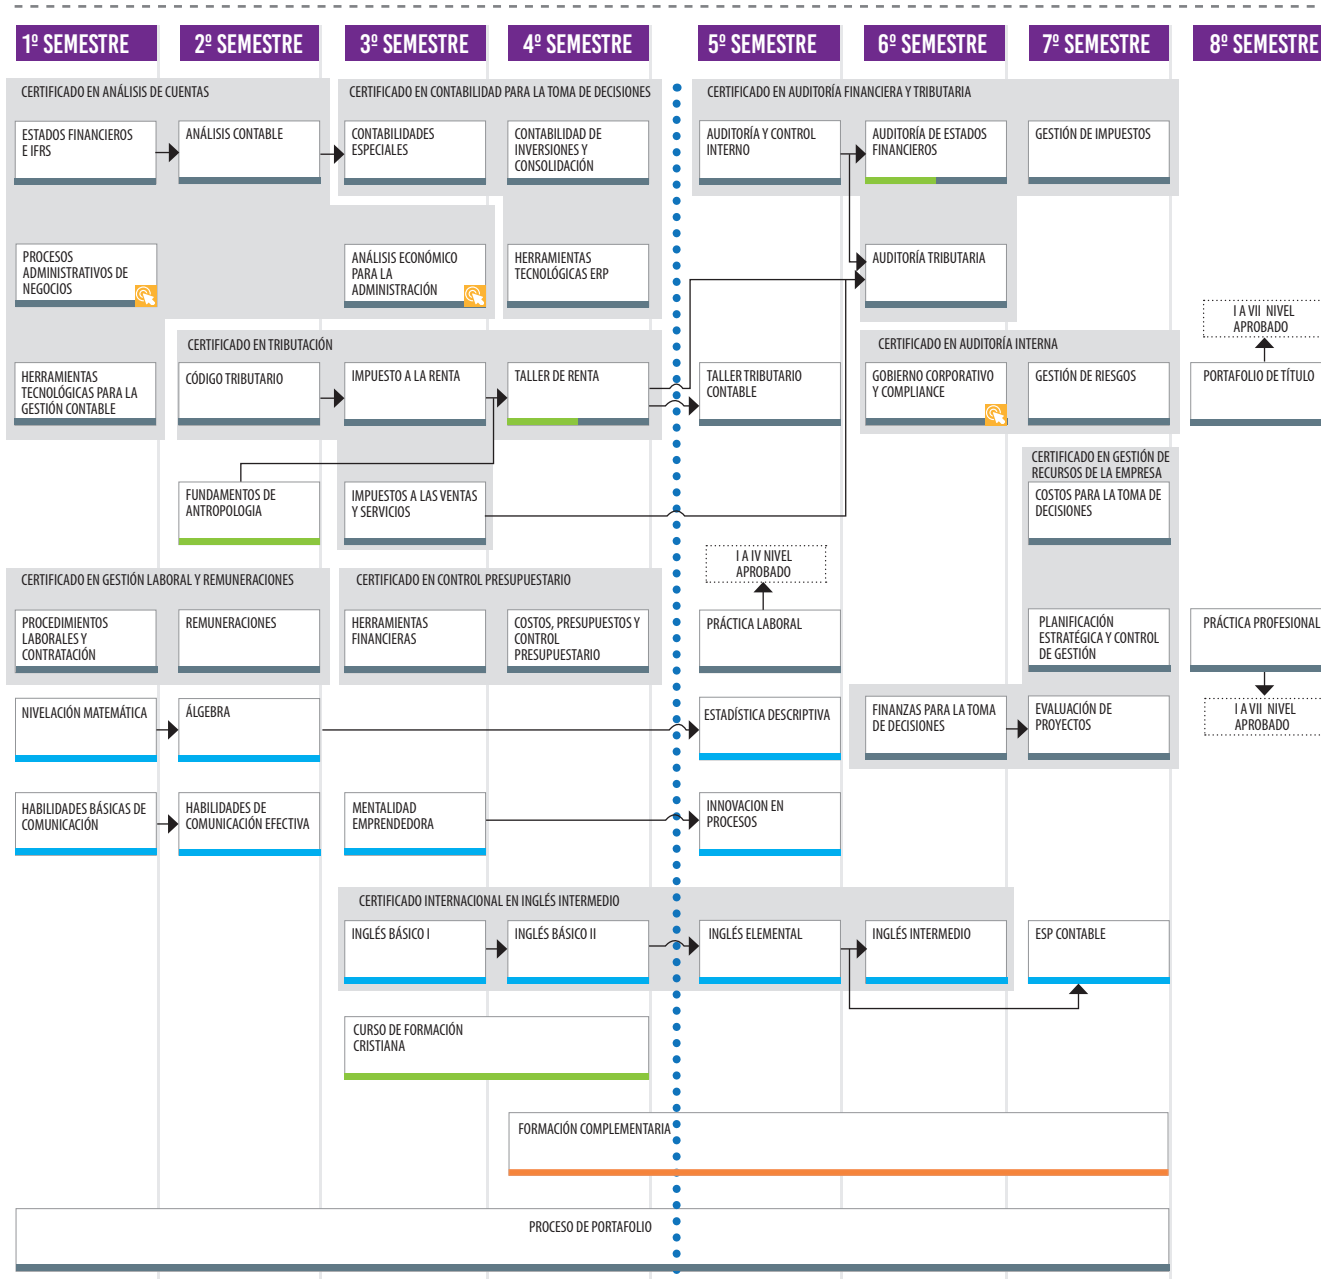 1º SEMESTRE
2º SEMESTRE
3º SEMESTRE
4º SEMESTRE
5º SEMESTRE
6º SEMESTRE
7º SEMESTRE
8º SEMESTRE
CERTIFICADO EN ANÁLISIS DE CUENTAS
CERTIFICADO EN CONTABILIDAD PARA LA TOMA DE DECISIONES
CERTIFICADO EN AUDITORÍA FINANCIERA Y TRIBUTARIA
ESTADOS FINANCIEROS
E IFRS
ANÁLISIS CONTABLE
CONTABILIDADES
ESPECIALES
CONTABILIDAD DE
INVERSIONES Y
CONSOLIDACIÓN
AUDITORÍA Y CONTROL
INTERNO
AUDITORÍA DE ESTADOS
FINANCIEROS
GESTIÓN DE IMPUESTOS
PROCESOS
ADMINISTRATIVOS DE
NEGOCIOS
ANÁLISIS ECONÓMICO
PARA LA
ADMINISTRACIÓN
HERRAMIENTAS
TECNOLÓGICAS ERP
AUDITORÍA TRIBUTARIA
I A VII NIVEL
APROBADO
CERTIFICADO EN TRIBUTACIÓN
CERTIFICADO EN AUDITORÍA INTERNA
HERRAMIENTAS
TECNOLÓGICAS PARA LA
GESTIÓN CONTABLE
CÓDIGO TRIBUTARIO
IMPUESTO A LA RENTA
TALLER DE RENTA
TALLER TRIBUTARIO
CONTABLE
GOBIERNO CORPORATIVO
Y COMPLIANCE
GESTIÓN DE RIESGOS
PORTAFOLIO DE TÍTULO
CERTIFICADO EN GESTIÓN DE
RECURSOS DE LA EMPRESA
FUNDAMENTOS DE
ANTROPOLOGIA
IMPUESTOS A LAS VENTAS
Y SERVICIOS
COSTOS PARA LA TOMA DE
DECISIONES
I A IV NIVEL
APROBADO
CERTIFICADO EN GESTIÓN LABORAL Y REMUNERACIONES
CERTIFICADO EN CONTROL PRESUPUESTARIO
PROCEDIMIENTOS
LABORALES Y
CONTRATACIÓN
REMUNERACIONES
HERRAMIENTAS
FINANCIERAS
COSTOS, PRESUPUESTOS Y
CONTROL
PRESUPUESTARIO
PRÁCTICA LABORAL
PLANIFICACIÓN
ESTRATÉGICA Y CONTROL
DE GESTIÓN
PRÁCTICA PROFESIONAL
NIVELACIÓN MATEMÁTICA
ÁLGEBRA
ESTADÍSTICA DESCRIPTIVA
FINANZAS PARA LA TOMA
DE DECISIONES
EVALUACIÓN DE
PROYECTOS
I A VII NIVEL
APROBADO
HABILIDADES BÁSICAS DE
COMUNICACIÓN
HABILIDADES DE
COMUNICACIÓN EFECTIVA
MENTALIDAD
EMPRENDEDORA
INNOVACION EN
PROCESOS
CERTIFICADO INTERNACIONAL EN INGLÉS INTERMEDIO
INGLÉS BÁSICO I
INGLÉS BÁSICO II
INGLÉS ELEMENTAL
INGLÉS INTERMEDIO
ESP CONTABLE
CURSO DE FORMACIÓN
CRISTIANA
FORMACIÓN COMPLEMENTARIA
PROCESO DE PORTAFOLIO